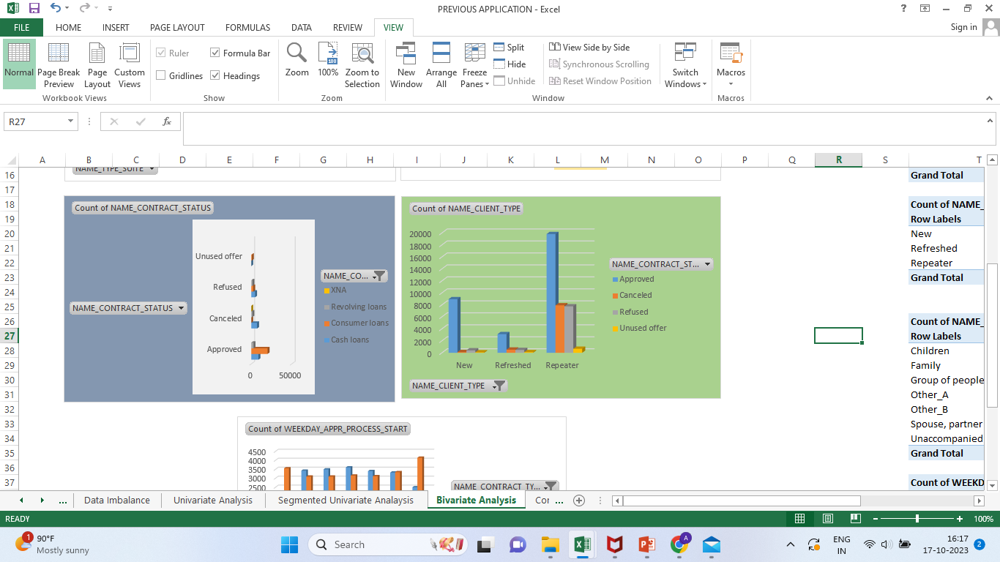 PREVIOUS APPLICATION - Excel
?
Sign in
FILE HOME INSERT PAGE LAYOUT FORMULAS DATA REVIEW VIEW
Normal Page Break Preview Page Layout Custom Views
Workbook Views
Ruler Formula Bar
Gridlines Headings
Show
Zoom 100% Zoom to Selection
Zoom
New Window Arrange All Freeze Panes
Split
Hide
Unhide
View Side by Side
Synchronous Scrolling
Reset Window Position
Window
Switch Windows
Macros
Macros
R27
fx
A B C D E F G H I J K L M N O P Q R S T
16
17
18
19
20
21
22
23
24
25
26
27
28
29
30
31
32
33
34
35
36
37
NAME_TYPE_SUITE
Count of NAME_CONTRACT_STATUS
Unused offer
Refused
Canceled
Approved
0 50000
NAME_CONTRACT_STATUS
NAME_CO...
XNA
Revolving loans
Consumer loans
Cash loans
Count of NAME_CLIENT_TYPE
20000
18000
16000
14000
12000
10000
8000
6000
4000
2000
0
New Refreshed Repeater
NAME_CLIENT_TYPE
NAME_CONTRACT_ST...
Approved
Canceled
Refused
Unused offer
Count of WEEKDAY_APPR_PROCESS_START
4500
4000
3500
3000
2500
NAME_CONTRACT_TY...
Grand Total
Count of NAME_
Row Labels
New
Refreshed
Repeater
Grand Total
Count of NAME_
Row Labels
Children
Family
Group of people
Other_A
Other_B
Spouse, partner
Unaccompanied
Grand Total
Count of WEEKD
... Data Imbalance Univariate Analysis Segmented Univariate Analaysis Bivariate Analysis Cor ...
READY
100%
1
90°F
Mostly sunny
Search
A
ENG
IN
16:17
17-10-2023
2